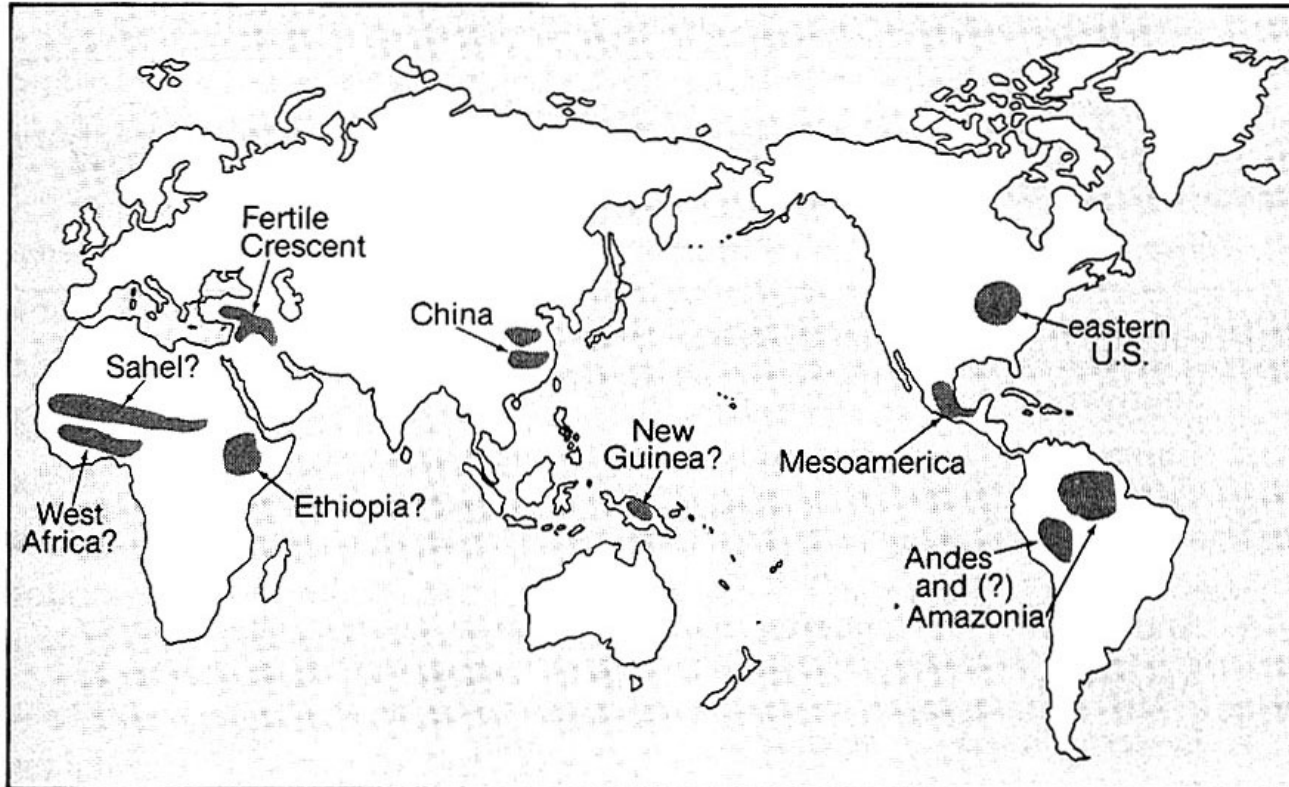 Fertile
Crescent
China
eastern
U.S.
Sahel?
New
Guinea?
Mesoamerica
West
Africa?
Ethiopia?
Andes
and (?)
Amazonia